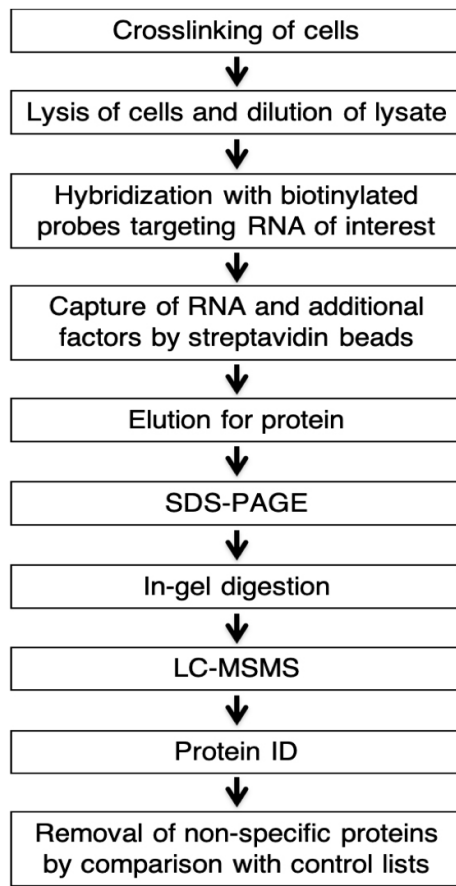 Crosslinking of cells
Lysis of cells and dilution of lysate
Hybridization with biotinylated
probes targeting RNA of interest
Capture of RNA and additional
factors by streptavidin beads
Elution for protein
SDS-PAGE
In-gel digestion
LC-MSMS
Protein ID
Removal of non-specific proteins
by comparison with control lists